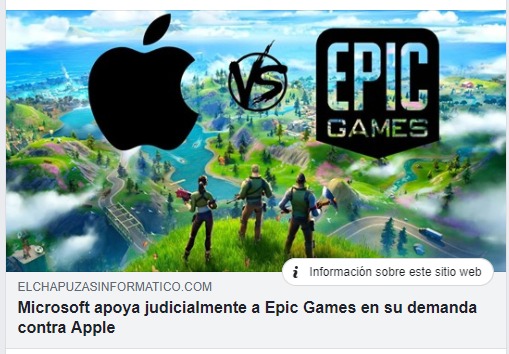 VS
EPIC
GAMES
i Información sobre este sitio web
ELCHAPUZASINFORMATICO.COM
Microsoft apoya judicialmente a Epic Games en su demanda
contra Apple